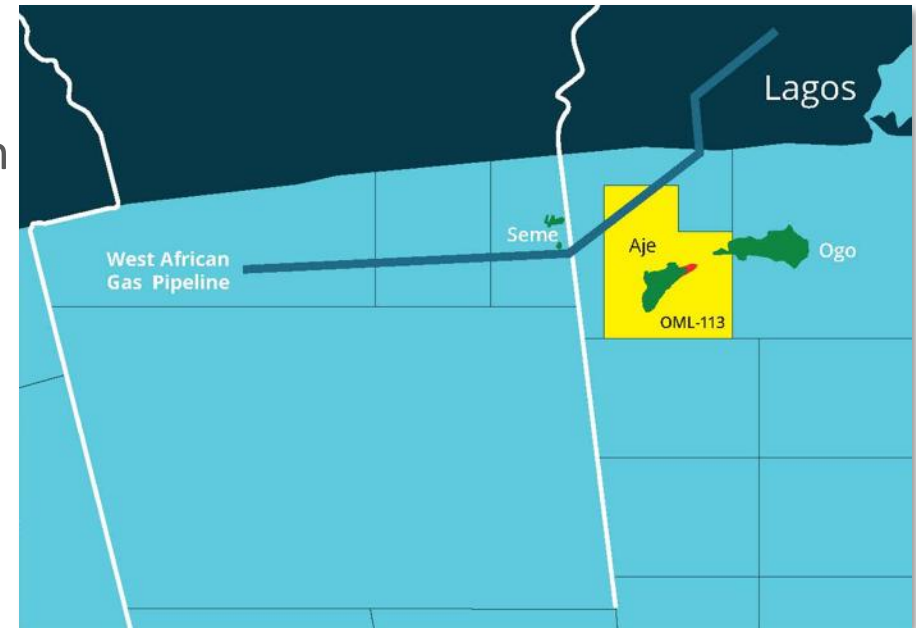 Lagos
n
Seme
Aje
Ogo
West African
Gas Pipeline
OML-113